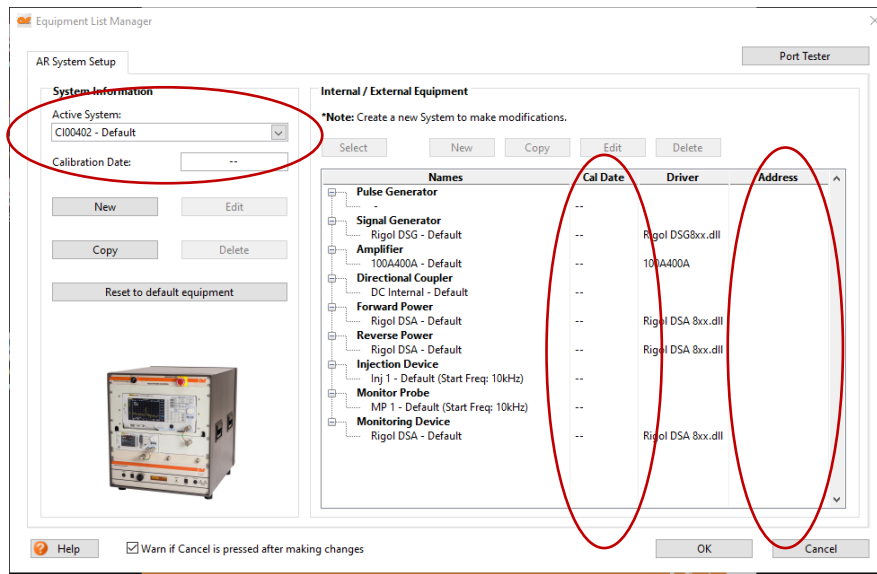 Equipment List Manager
AR System Setup
Port Tester
System Information
Active System:
CI00402 - Default
Calibration Date:
--
New
Edit
Copy
Delete
Reset to default equipment
Internal / External Equipment
*Note: Create a new System to make modifications.
Select New Copy Edit Delete
Names Cal Date Driver Address
Pulse Generator
- --
Signal Generator
Rigol DSG - Default -- Rigol DSG8xx.dll
Amplifier
100A400A - Default -- 100A400A
Directional Coupler
DC Internal - Default --
Forward Power
Rigol DSA - Default -- Rigol DSA 8xx.dll
Reverse Power
Rigol DSA - Default -- Rigol DSA 8xx.dll
Injection Device
Inj 1 - Default (Start Freq: 10kHz) --
Monitor Probe
MP 1 - Default (Start Freq: 10kHz) --
Monitoring Device
Rigol DSA - Default -- Rigol DSA 8xx.dll
Help
Warn if Cancel is pressed after making changes
OK
Cancel